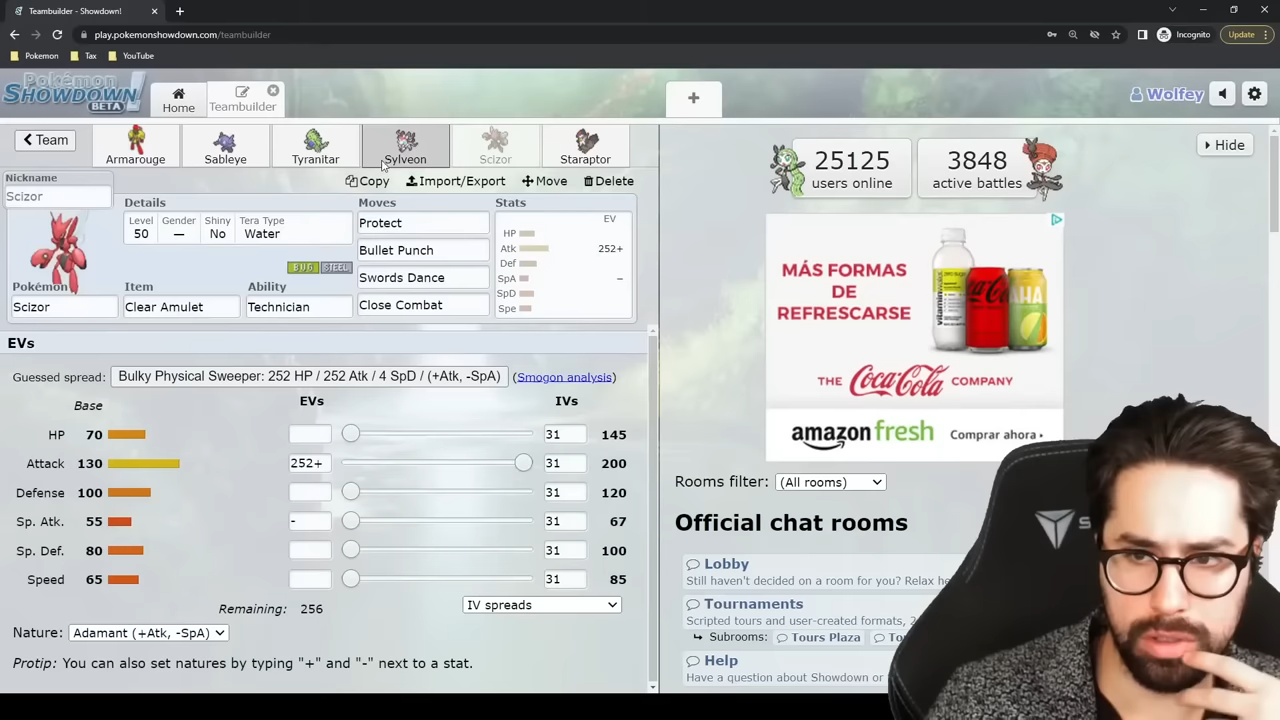 Teambuilder - Showdown!
play.pokemonshowdown.com/teambuilder
Incognito
Update
Pokemon
Tax
YouTube
Pokémon
SHOWDOWN!
BETA
Home
Teambuilder
+
Wolfey
< Team
Armarouge
Sableye
Tyranitar
Sylveon
Scizor
Staraptor
Copy
Import/Export
Move
Delete
Nickname
Scizor
Details
Level
50
Gender
—
Shiny
No
Tera Type
Water
BUG
STEEL
Pokémon
Scizor
Item
Clear Amulet
Ability
Technician
Moves
Protect
Bullet Punch
Swords Dance
Close Combat
Stats
EV
HP
Atk 252+
Def
SpA –
SpD
Spe
EVs
Guessed spread: Bulky Physical Sweeper: 252 HP / 252 Atk / 4 SpD / (+Atk, -SpA) (Smogon analysis)
Base EVs IVs
HP 70 31 145
Attack 130 252+ 31 200
Defense 100 31 120
Sp. Atk. 55 - 31 67
Sp. Def. 80 31 100
Speed 65 31 85
Remaining: 256
IV spreads
Nature: Adamant (+Atk, -SpA)
Protip: You can also set natures by typing "+" and "-" next to a stat.
25125
users online
3848
active battles
Hide
MÁS FORMAS
DE
REFRESCARSE
THE Coca-Cola COMPANY
amazon fresh
Comprar ahora
Rooms filter: (All rooms)
Official chat rooms
Lobby
Still haven't decided on a room for you? Relax he
Tournaments
Scripted tours and user-created formats, 2
Subrooms: Tours Plaza To
Help
Have a question about Showdown or